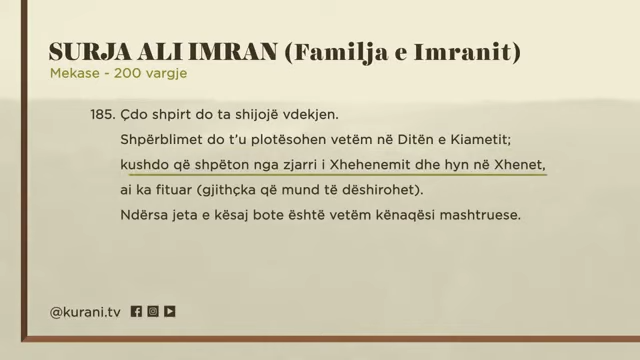 SURJA ALI IMRAN (Familja e Imranit)
Mekase - 200 vargje
185. Çdo shpirt do ta shijojë vdekjen.
Shpërblimet do t'u plotësohen vetëm në Ditën e Kiametit;
kushdo që shpëton nga zjarri i Xhehenemit dhe hyn në Xhenet,
ai ka fituar (gjithçka që mund të dëshirohet).
Ndërsa jeta e kësaj bote është vetëm kënaqësi mashtruese.
@kurani.tv